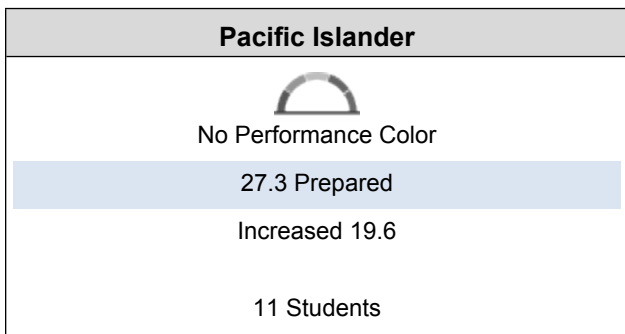 Pacific Islander
No Performance Color
27.3 Prepared
Increased 19.6
11 Students